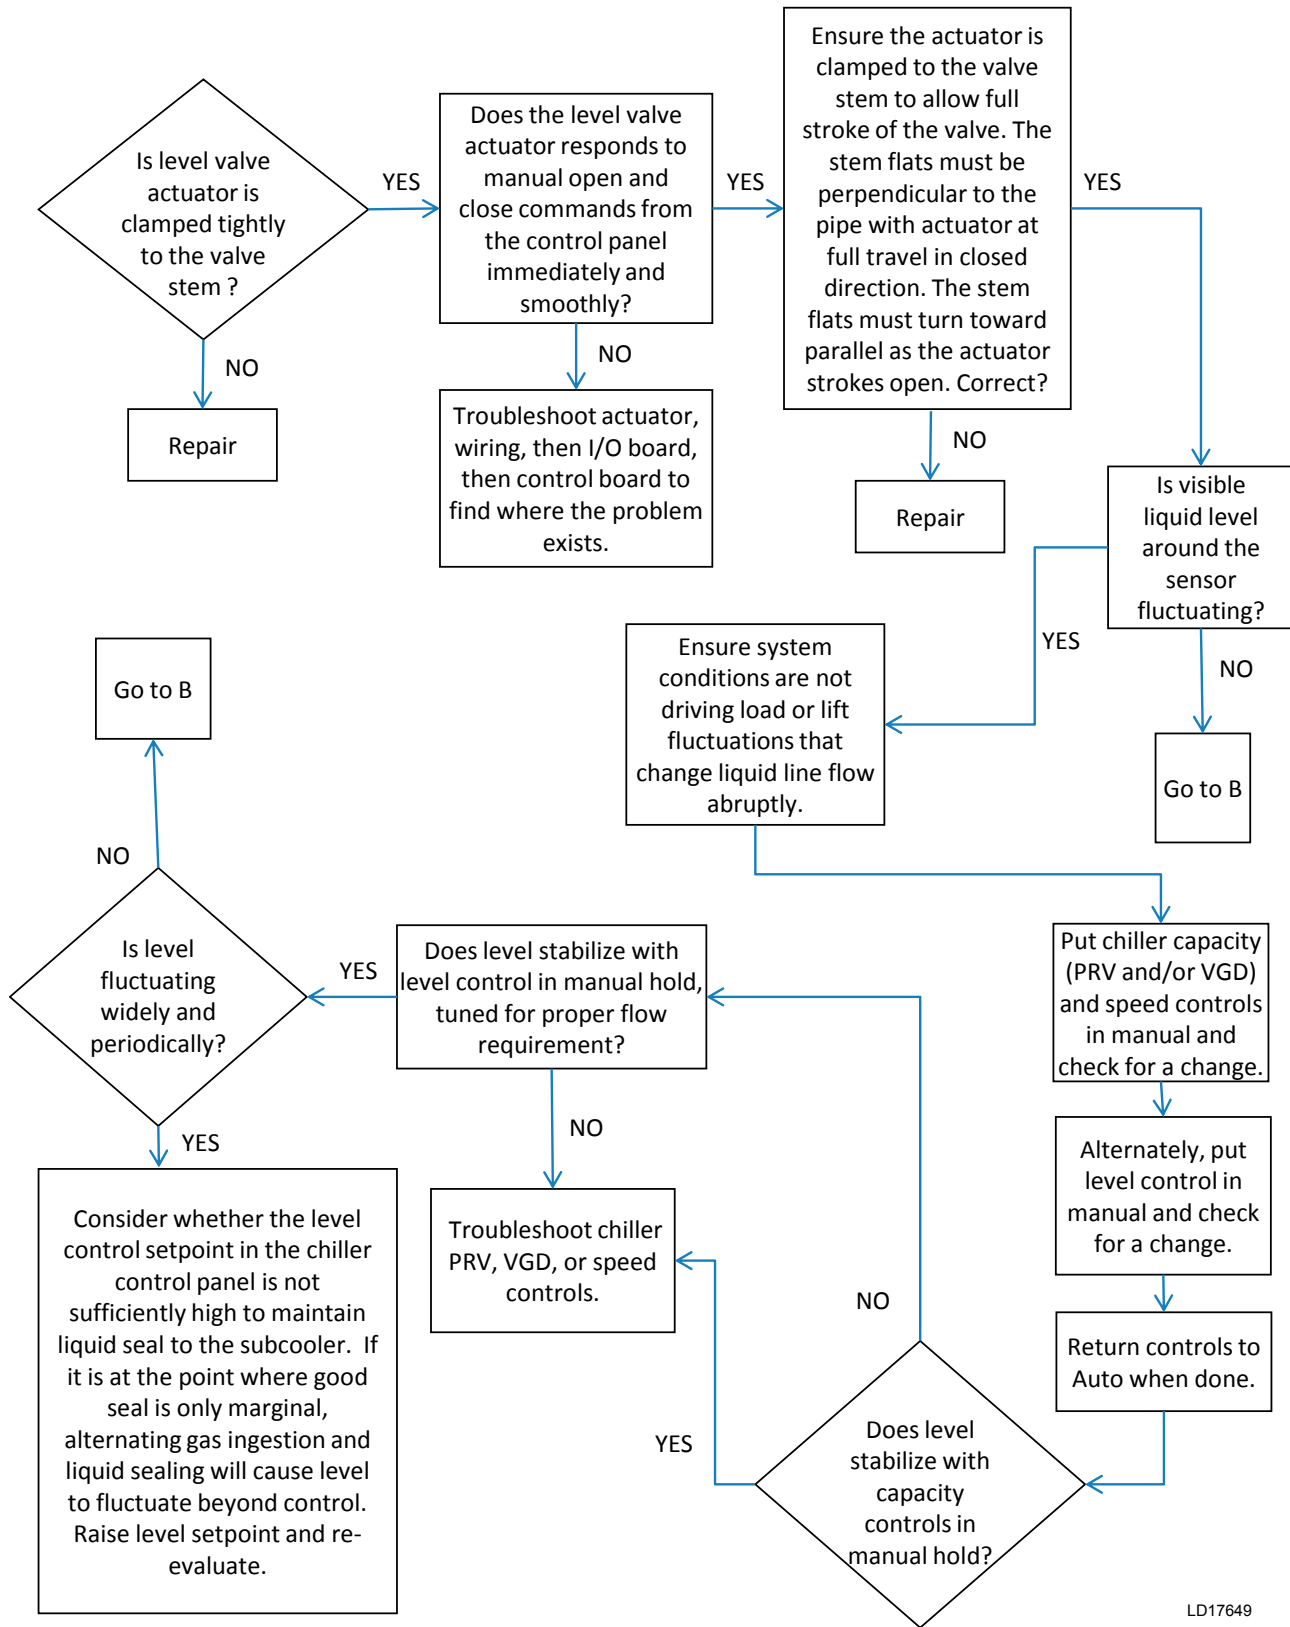 Is level valve
actuator is
clamped tightly
to the valve
stem ?
YES
NO
Repair
Does the level valve
actuator responds to
manual open and
close commands from
the control panel
immediately and
smoothly?
YES
NO
Troubleshoot actuator,
wiring, then I/O board,
then control board to
find where the problem
exists.
Ensure the actuator is
clamped to the valve
stem to allow full
stroke of the valve. The
stem flats must be
perpendicular to the
pipe with actuator at
full travel in closed
direction. The stem
flats must turn toward
parallel as the actuator
strokes open. Correct?
YES
NO
Repair
Is visible
liquid level
around the
sensor
fluctuating?
YES
NO
Go to B
Ensure system
conditions are not
driving load or lift
fluctuations that
change liquid line flow
abruptly.
Put chiller capacity
(PRV and/or VGD)
and speed controls
in manual and
check for a change.
Alternately, put
level control in
manual and check
for a change.
Return controls to
Auto when done.
Does level
stabilize with
capacity
controls in
manual hold?
YES
NO
Troubleshoot chiller
PRV, VGD, or speed
controls.
Does level stabilize with
level control in manual hold,
tuned for proper flow
requirement?
NO
YES
Is level
fluctuating
widely and
periodically?
NO
Go to B
YES
Consider whether the level
control setpoint in the chiller
control panel is not
sufficiently high to maintain
liquid seal to the subcooler.  If
it is at the point where good
seal is only marginal,
alternating gas ingestion and
liquid sealing will cause level
to fluctuate beyond control.
Raise level setpoint and re-
evaluate.
LD17649